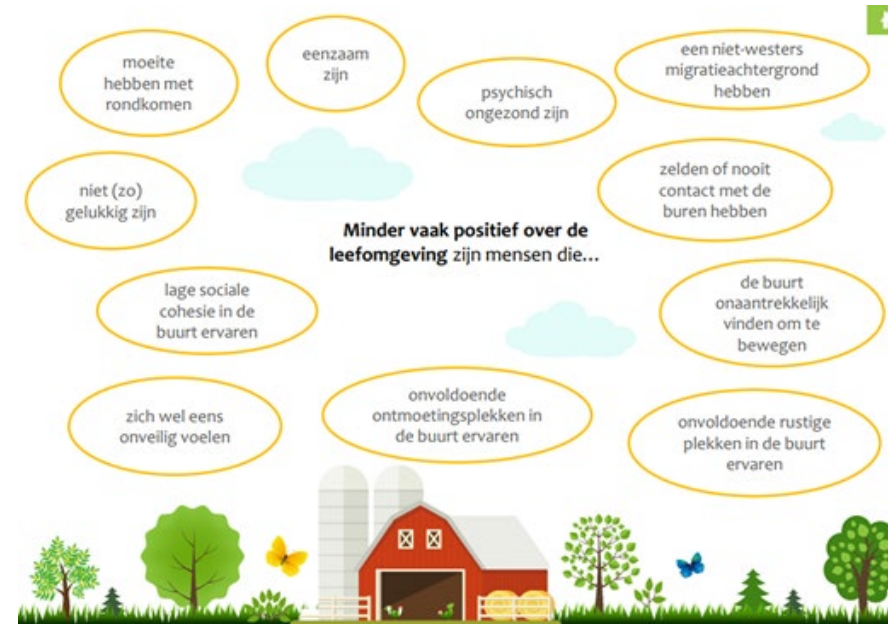 moeite
hebben met
rondkomen
eenzaam
zijn
psychisch
ongezond zijn
een niet-westers
migratieachtergrond
hebben
niet (zo)
gelukkig zijn
zelden of nooit
contact met de
buren hebben
Minder vaak positief over de
leefomgeving zijn mensen die...
lage sociale
cohesie in de
buurt ervaren
de buurt
onaantrekkelijk
vinden om te
bewegen
zich wel eens
onveilig voelen
onvoldoende
ontmoetingsplekken in
de buurt ervaren
onvoldoende rustige
plekken in de buurt
ervaren